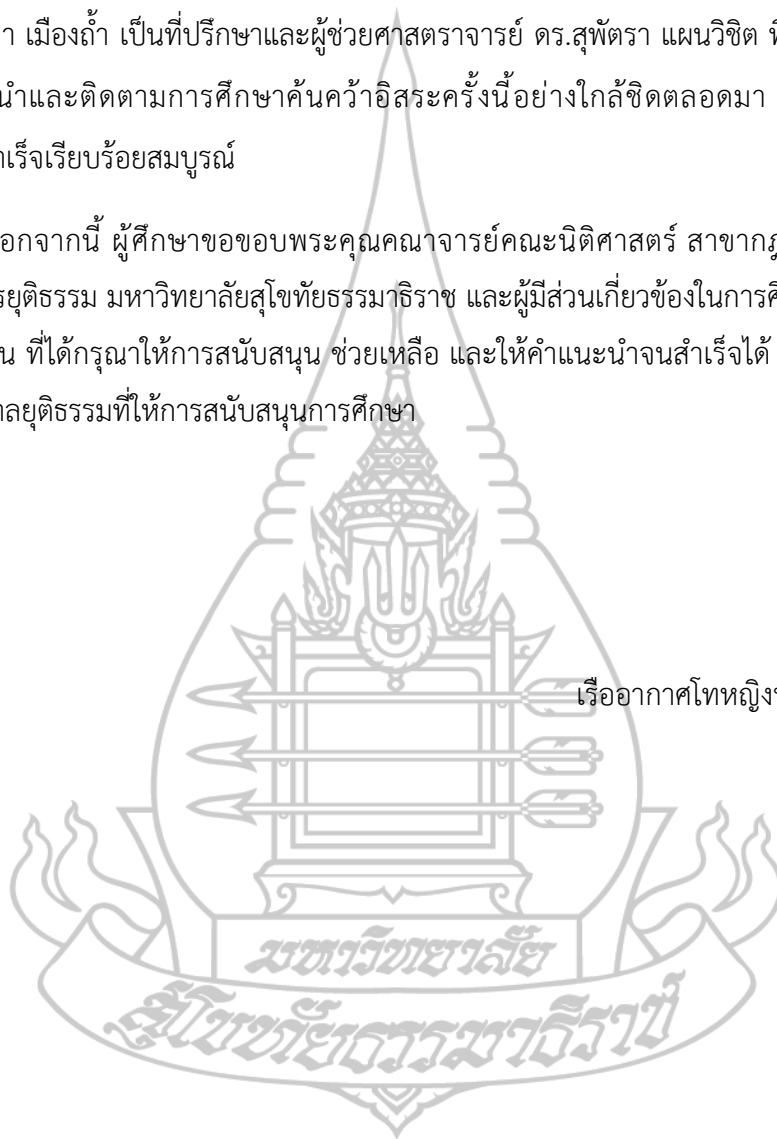 า เมืองถ้ำ เป็นที่ปรึกษาและผู้ช่วยศาสตราจารย์ ดร.สุพัตรา แผนวิชิต
นำและติดตามการศึกษาค้นคว้าอิสระครั้งนี้อย่างใกล้ชิดตลอดมา
ำเร็จเรียบร้อยสมบูรณ์
อกจากนี้ ผู้ศึกษาขอขอบพระคุณคณาจารย์คณะนิติศาสตร์ สาขากฎ
รยุติธรรม มหาวิทยาลัยสุโขทัยธรรมาธิราช และผู้มีส่วนเกี่ยวข้องในการศึ
น ที่ได้กรุณาให้การสนับสนุน ช่วยเหลือ และให้คำแนะนำจนสำเร็จได้
าลยุติธรรมที่ให้การสนับสนุนการศึกษา
เรืออากาศโทหญิง
มหาวิทยาลัย
สุโขทัยธรรมาธิราช